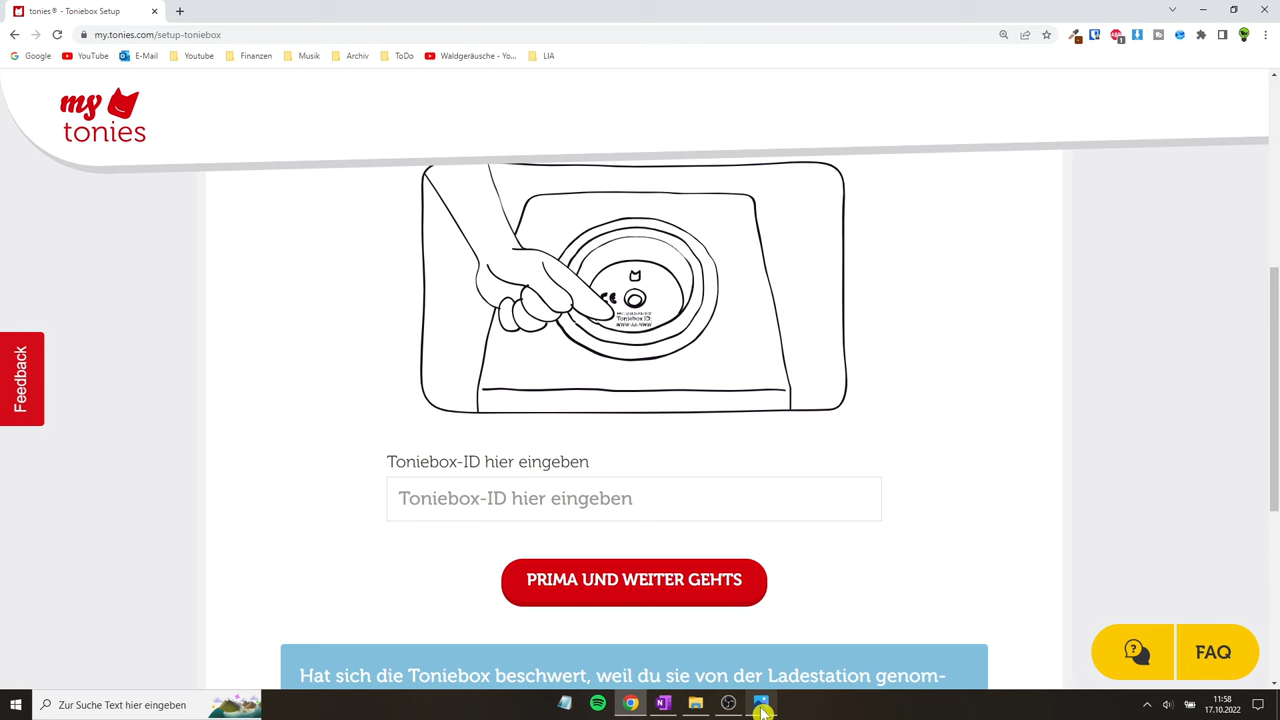 tonies® - Toniebox Setup
my.tonies.com/setup-toniebox
Google YouTube E-Mail Youtube Finanzen Musik Archiv ToDo Waldgeräusche - Yo... LIA
my
tonies
Toniebox ID:
Feedback
Toniebox-ID hier eingeben
Toniebox-ID hier eingeben
PRIMA UND WEITER GEHTS
FAQ
Hat sich die Toniebox beschwert, weil du sie von der Ladestation genom-
Zur Suche Text hier eingeben
11:58
17.10.2022